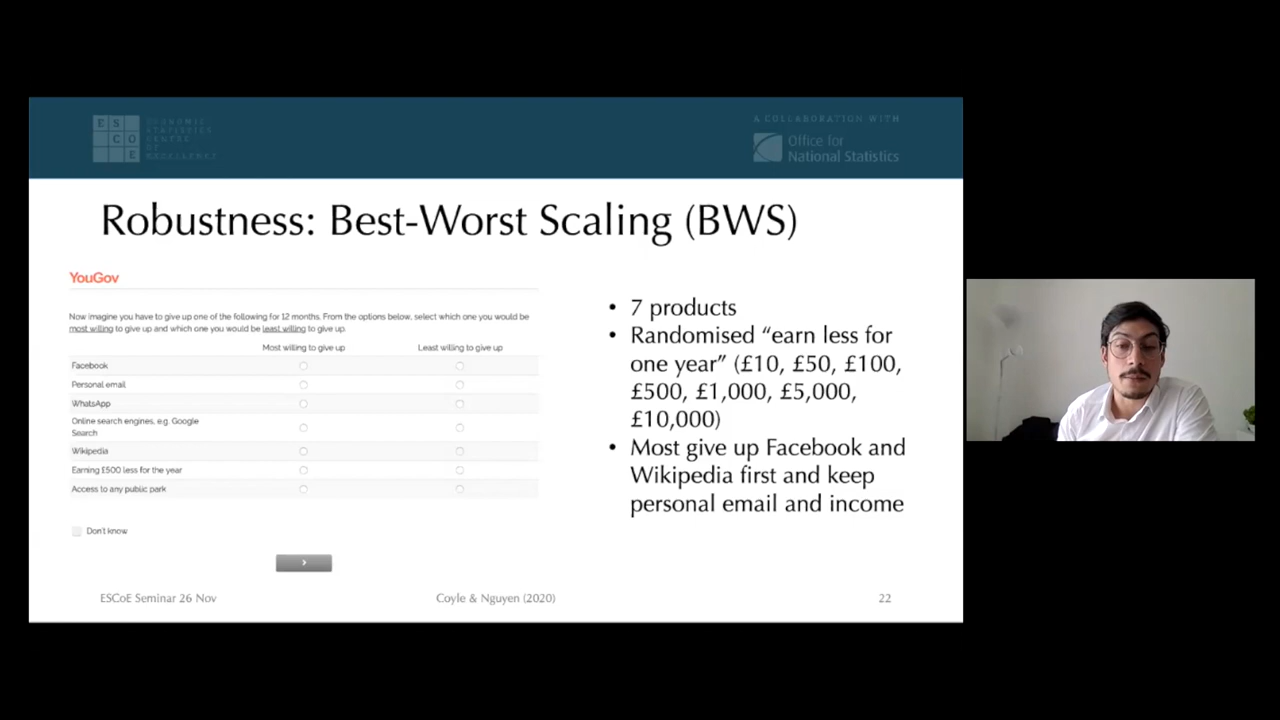 E S
C O
E
ECONOMIC
STATISTICS
CENTRE
OF
EXCELLENCE
A COLLABORATION WITH
Office for
National Statistics
Robustness: Best-Worst Scaling (BWS)
YouGov
Now imagine you have to give up one of the following for 12 months. From the options below, select which one you would be
most willing to give up and which one you would be least willing to give up.
Most willing to give up Least willing to give up
Facebook
Personal email
WhatsApp
Online search engines, e.g. Google
Search
Wikipedia
Earning £500 less for the year
Access to any public park
Don't know
• 7 products
• Randomised “earn less for
one year” (£10, £50, £100,
£500, £1,000, £5,000,
£10,000)
• Most give up Facebook and
Wikipedia first and keep
personal email and income
ESCoE Seminar 26 Nov Coyle & Nguyen (2020) 22